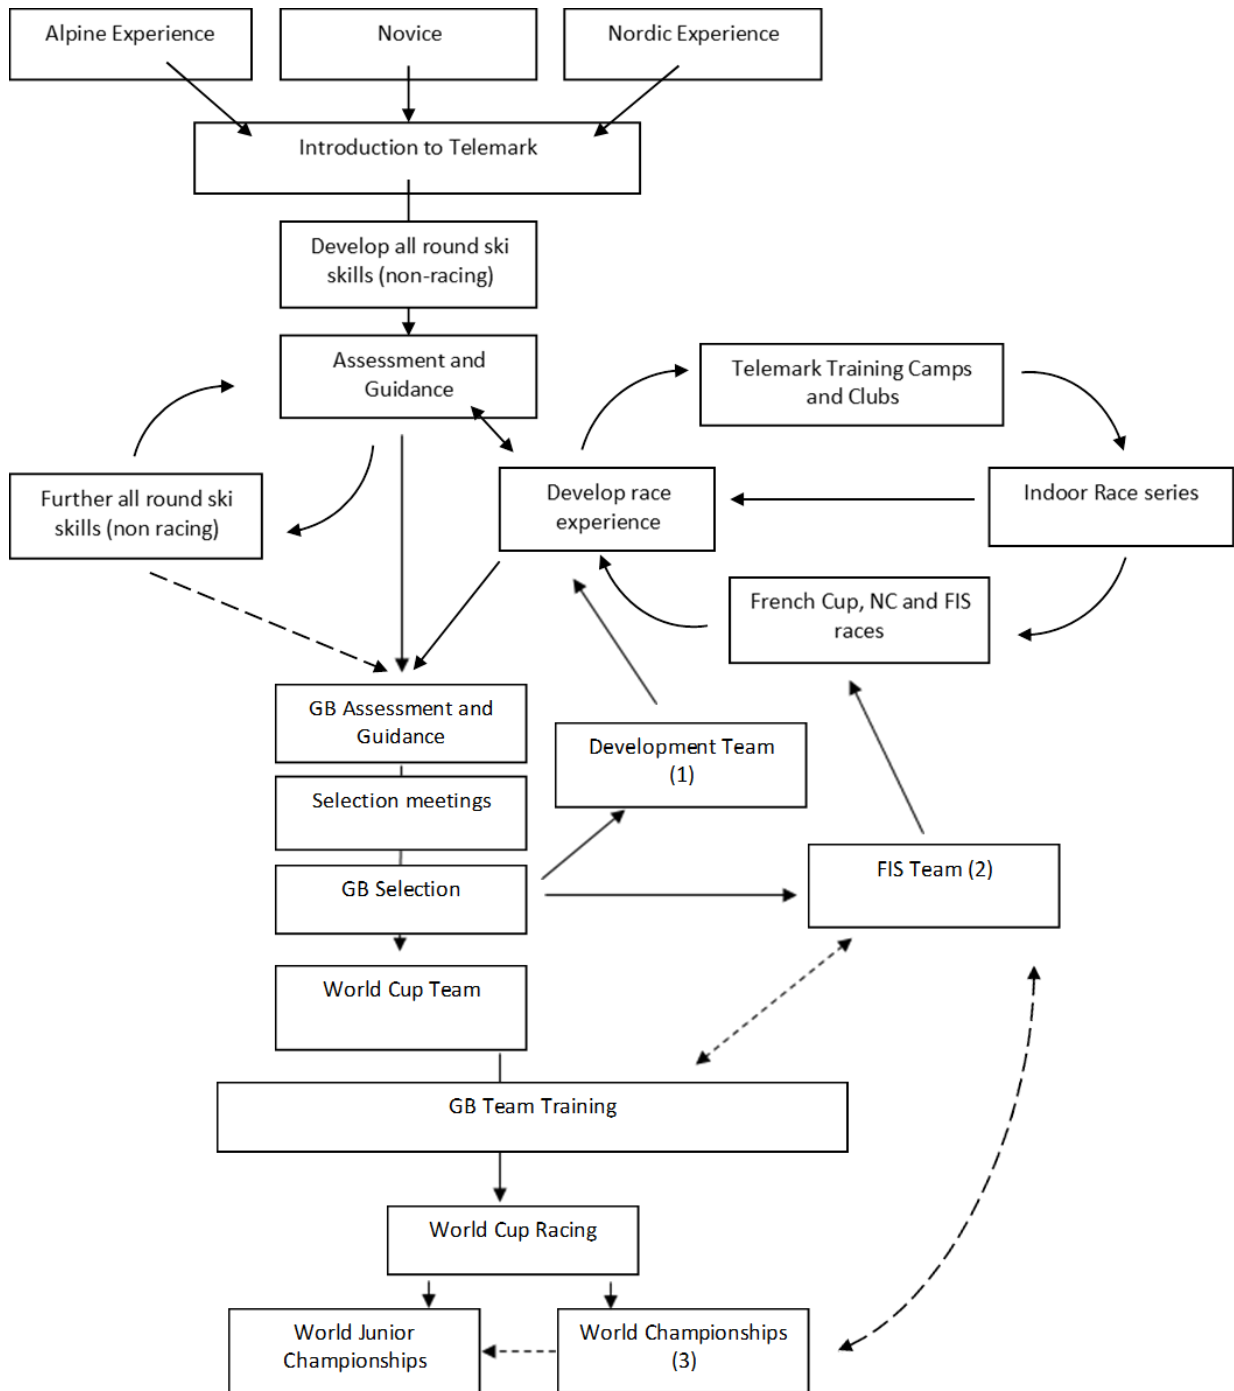 Alpine Experience
Novice
Nordic Experience
Introduction to Telemark
Develop all round ski
skills (non-racing)
Assessment and
Guidance
Telemark Training Camps
and Clubs
Further all round ski
skills (non racing)
Develop race
experience
Indoor Race series
French Cup, NC and FIS
races
GB Assessment and
Guidance
Development Team
(1)
Selection meetings
GB Selection
FIS Team (2)
World Cup Team
GB Team Training
World Cup Racing
World Junior
Championships
World Championships
(3)